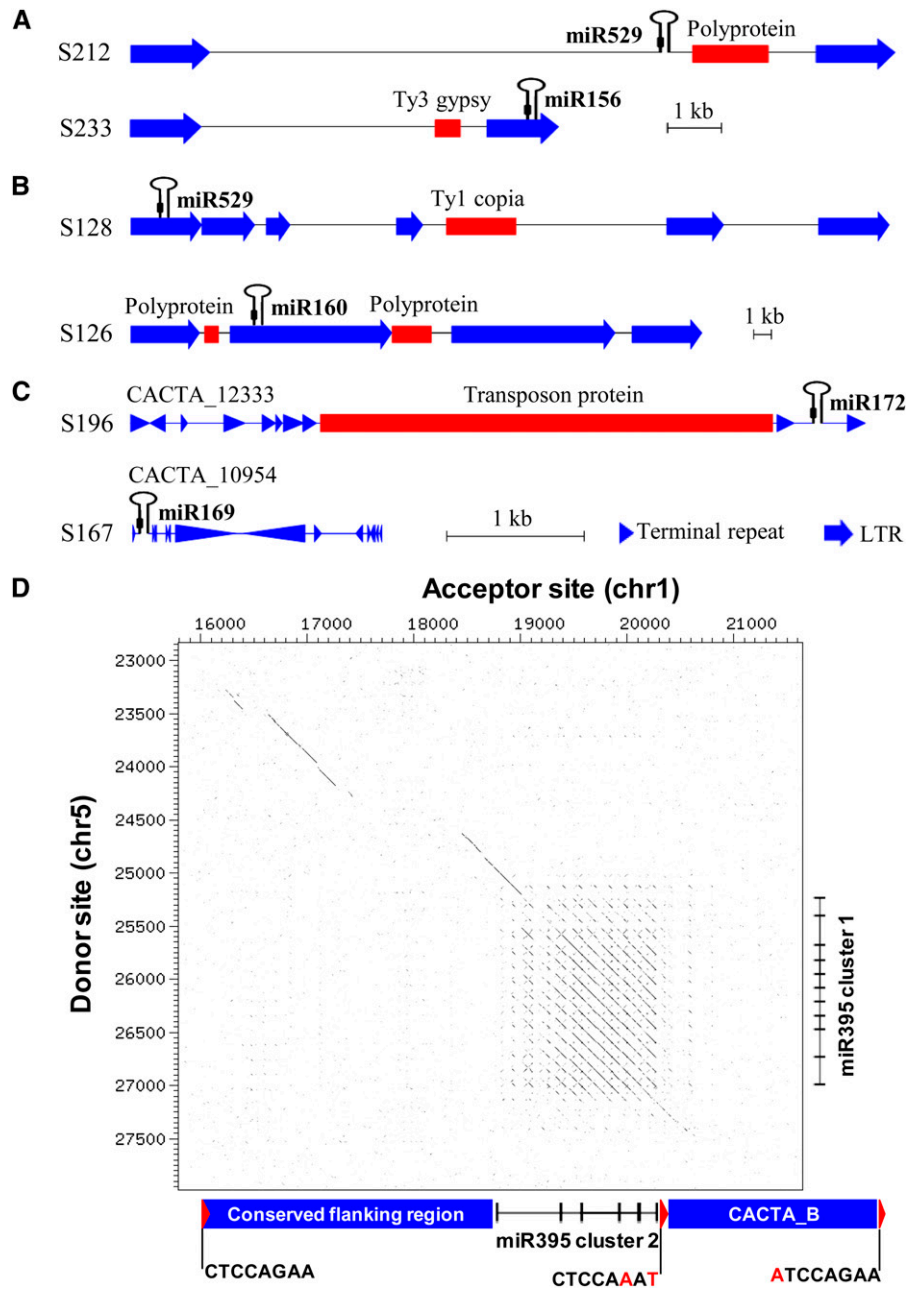 A
miR529 Polyprotein
S212
Ty3 gypsy miR156
S233
1 kb
B
miR529
Ty1 copia
S128
Polyprotein miR160 Polyprotein
S126
1 kb
C
CACTA_12333 Transposon protein
miR172
S196
CACTA_10954
miR169
S167
1 kb
Terminal repeat LTR
D
Acceptor site (chr1)
16000 17000 18000 19000 20000 21000
Donor site (chr5)
23000
23500
24000
24500
25000
25500
26000
26500
27000
27500
miR395 cluster 1
Conserved flanking region
miR395 cluster 2
CACTA_B
CTCCAGAA
CTCCAAAT
ATCCAGAA